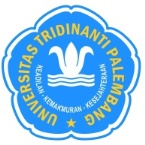 UNIVERSITAS TRIDINANTI PALEMBANG
KEADILAN - KEMAKMURAN - KESEJAHTERAAN